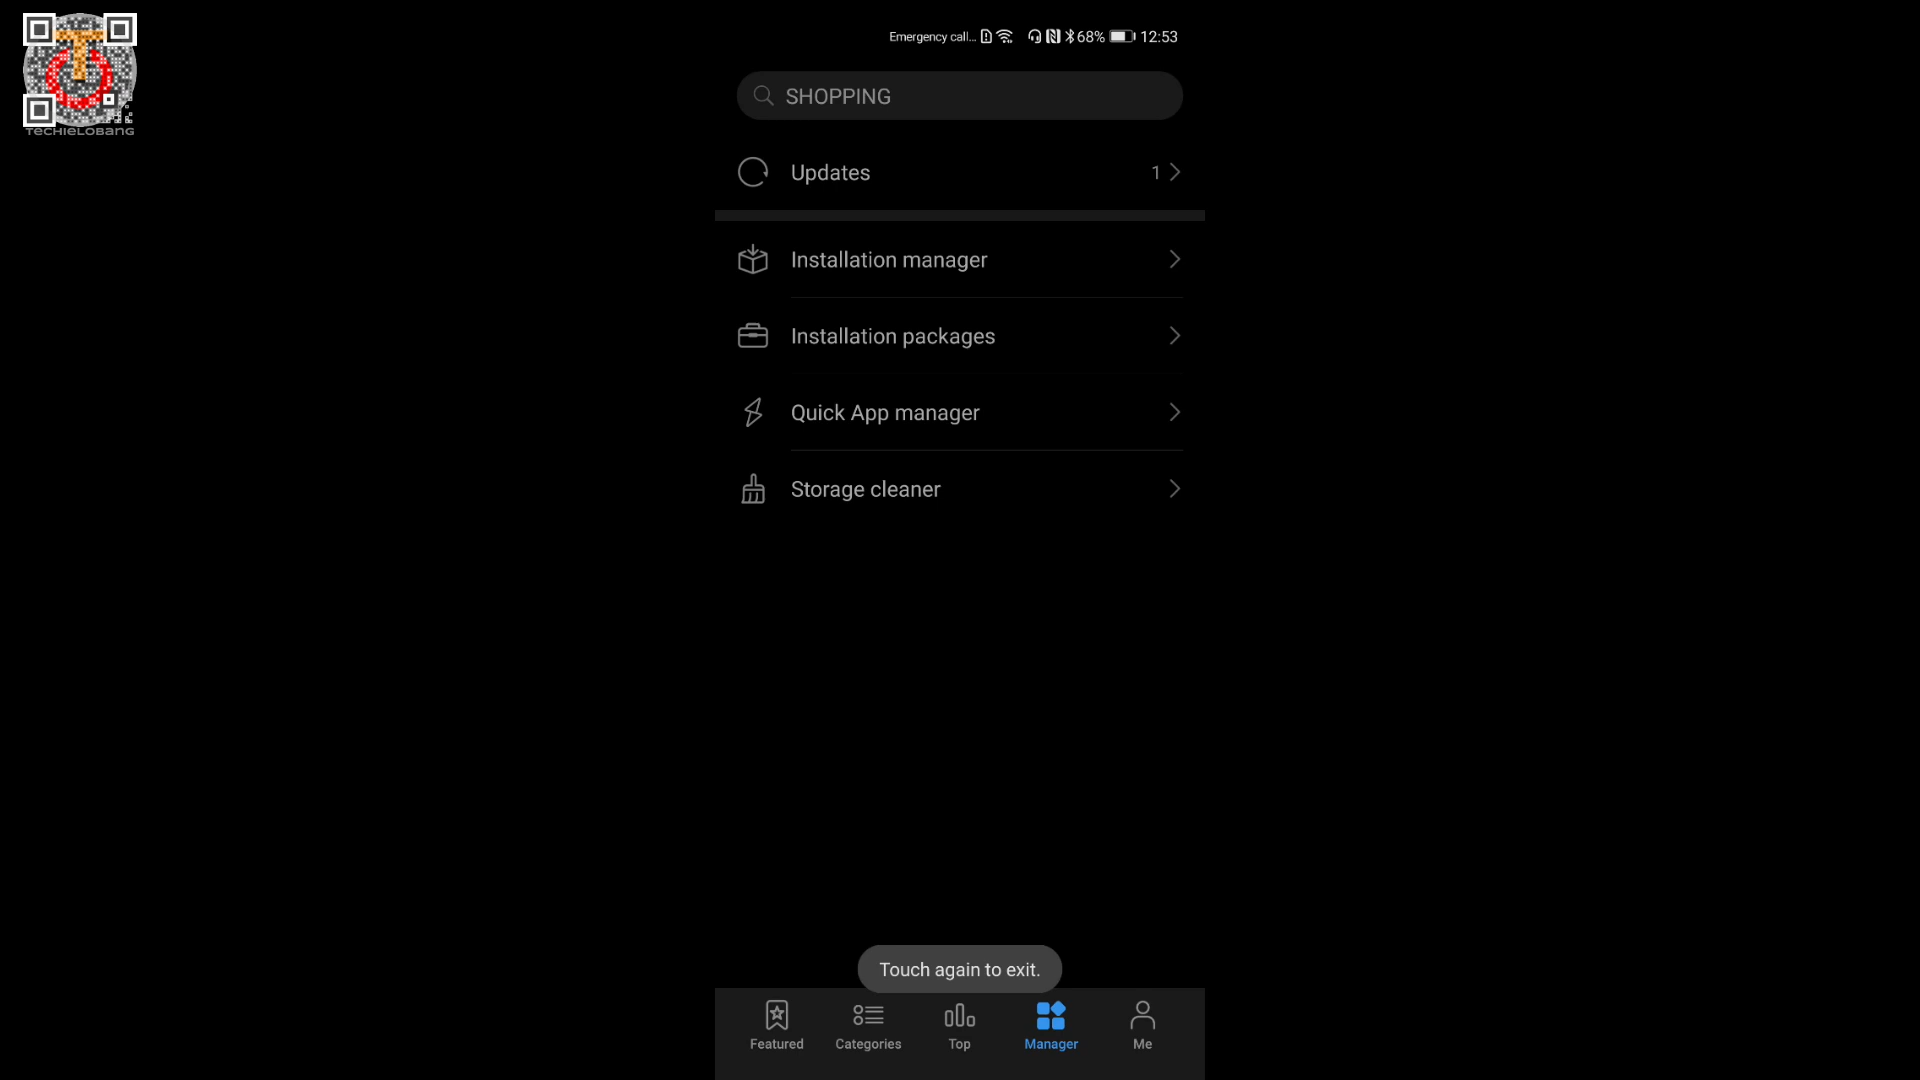 TECHIELOBANG
Emergency call... 68% 12:53
SHOPPING
Updates 1
Installation manager
Installation packages
Quick App manager
Storage cleaner
Touch again to exit.
Featured Categories Top Manager Me